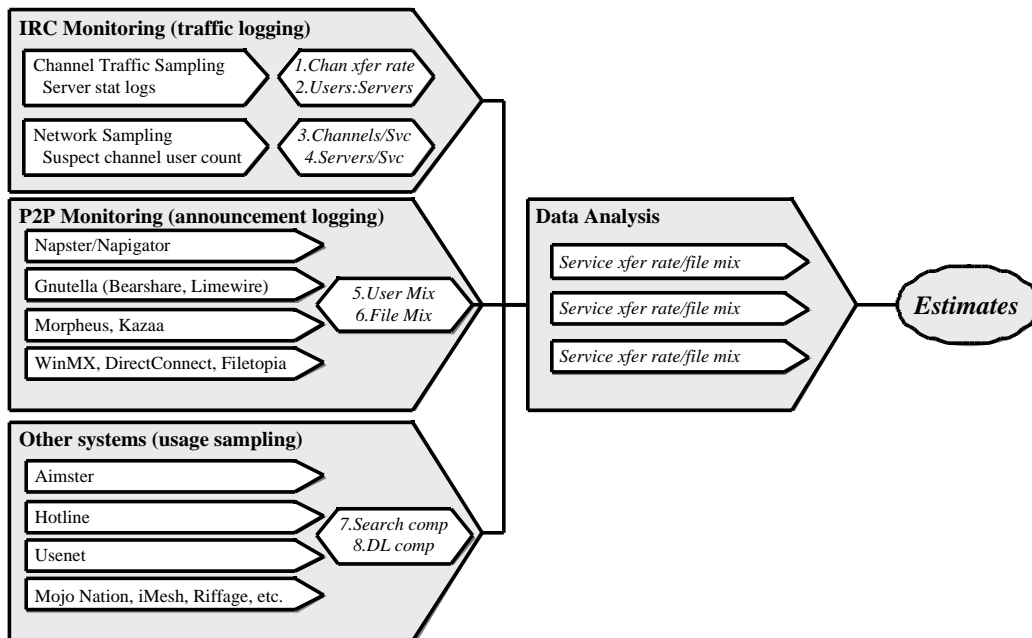 IRC Monitoring (traffic logging)
Channel Traffic Sampling
Server stat logs
1.Chan xfer rate
2.Users:Servers
Network Sampling
Suspect channel user count
3.Channels/Svc
4.Servers/Svc
P2P Monitoring (announcement logging)
Napster/Napigator
Gnutella (Bearshare, Limewire)
Morpheus, Kazaa
WinMX, DirectConnect, Filetopia
5.User Mix
6.File Mix
Other systems (usage sampling)
Aimster
Hotline
Usenet
Mojo Nation, iMesh, Riffage, etc.
7.Search comp
8.DL comp
Data Analysis
Service xfer rate/file mix
Service xfer rate/file mix
Service xfer rate/file mix
Estimates